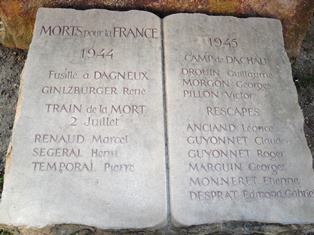 MORTS pour la FRANCE
1944
Fusillé à DAGNEUX
GINLZBURGER René
TRAIN de la MORT
2 Juillet
RENAUD Marcel
SEGERAL Henri
TEMPORAL Pierre
1945
CAMP de DACHAU
DROUIN Guillaume
MORGON Georges
PILLON Victor
RESCAPES
ANCIAND Léonce
GUYONNET Claude
GUYONNET Roger
MARGUIN Georges
MONNERET Etienne
DESPRAT Edmond Gabriel